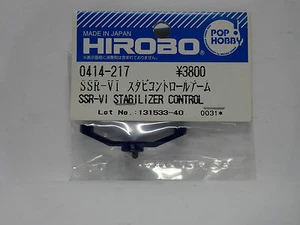 MADE IN JAPAN
HIROBO
POP HOBBY
0414-217 ¥3800
SSR-VI スタビコントロールアーム
SSR-VI STABILIZER CONTROL
Lot No.:131533-40 0031*